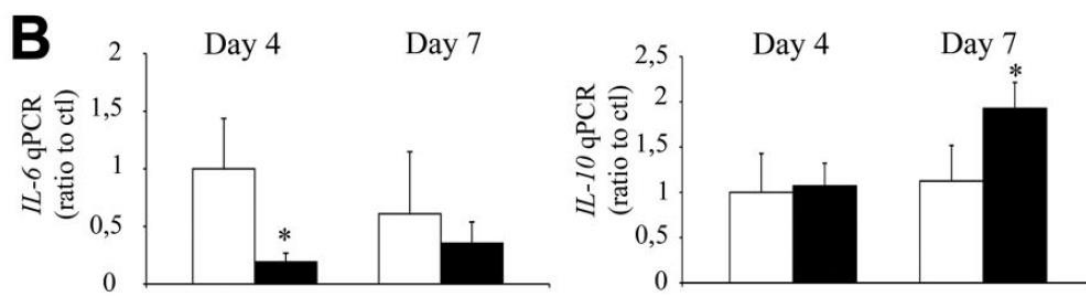 B
Day 4 Day 7
IL-6 qPCR
(ratio to ctl)
2
1,5
1
0,5
0
*
Day 4 Day 7
IL-10 qPCR
(ratio to ctl)
2,5
2
1,5
1
0,5
0
*